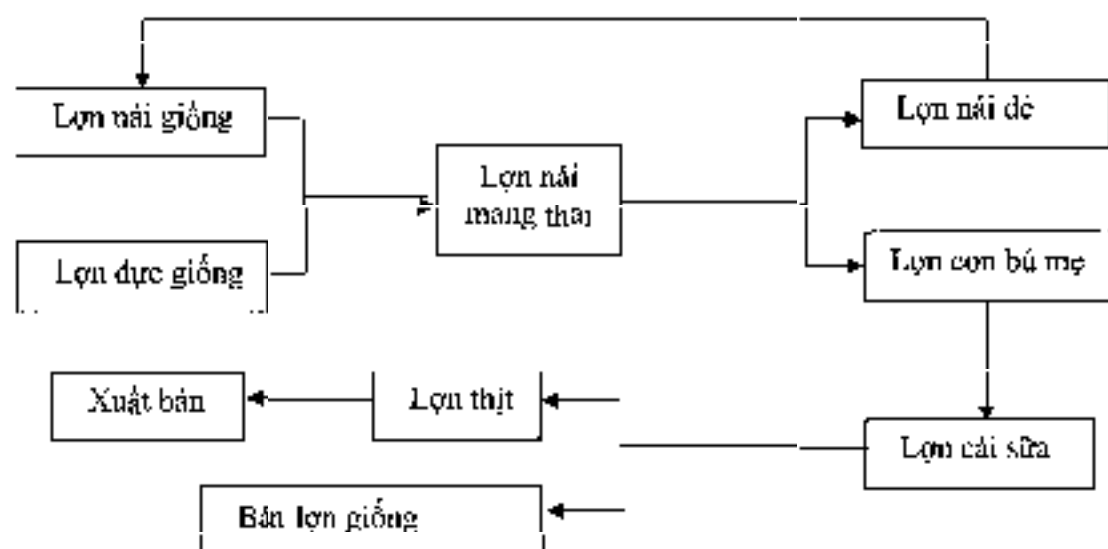 Lợn nái giống
Lợn nái đẻ
Lợn nái
mang thai
Lợn đực giống
Lợn con bú mẹ
Xuất bán
Lợn thịt
Lợn cái sữa
Bán lợn giống